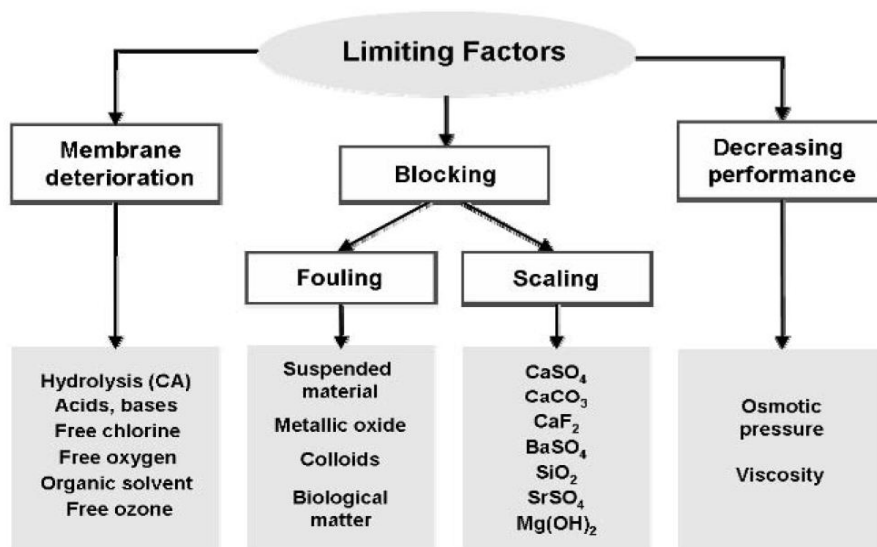 Limiting Factors
Membrane
deterioration
Blocking
Decreasing
performance
Fouling
Scaling
Hydrolysis (CA)
Acids, bases
Free chlorine
Free oxygen
Organic solvent
Free ozone
Suspended
material
Metallic oxide
Colloids
Biological
matter
CaSO₄
CaCO₃
CaF₂
BaSO₄
SiO₂
SrSO₄
Mg(OH)₂
Osmotic
pressure
Viscosity